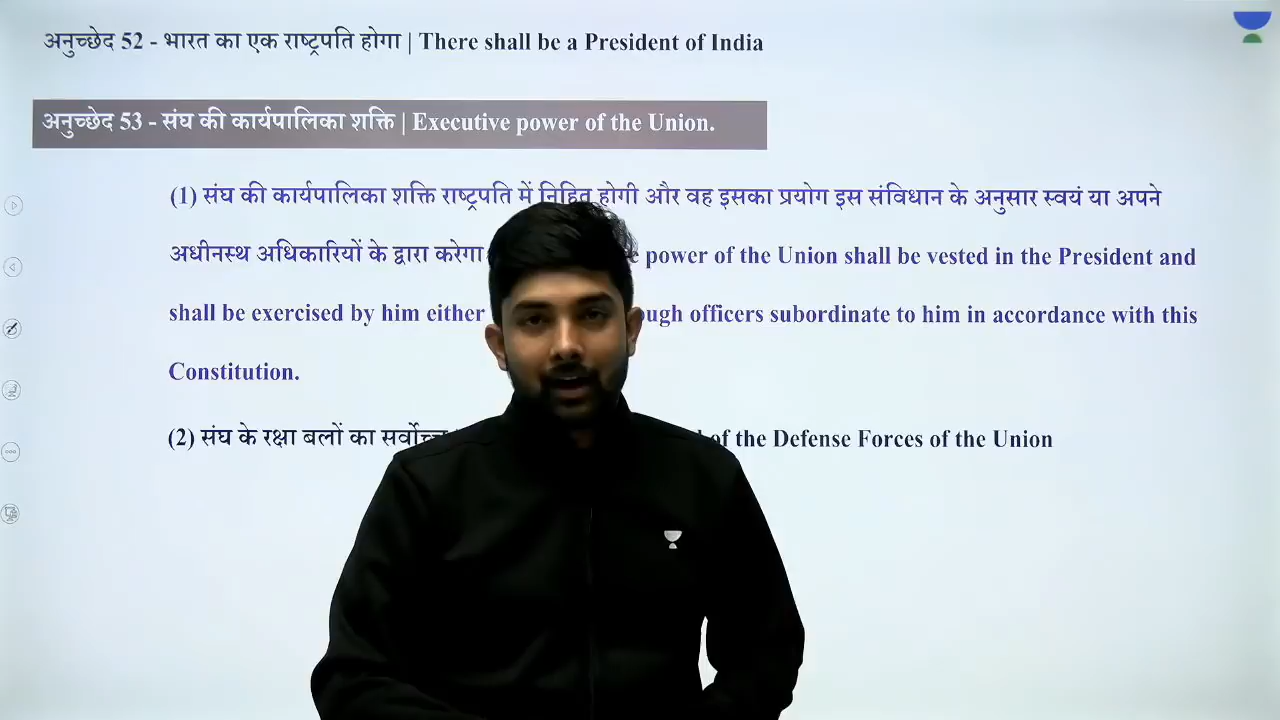 अनुच्छेद 52 - भारत का एक राष्ट्रपति होगा | There shall be a President of India
अनुच्छेद 53 - संघ की कार्यपालिका शक्ति | Executive power of the Union.
(1) संघ की कार्यपालिका शक्ति राष्ट्रपति में निहित होगी और वह इसका प्रयोग इस संविधान के अनुसार स्वयं या अपने
अधीनस्थ अधिकारियों के द्वारा करेगा power of the Union shall be vested in the President and
shall be exercised by him either officers subordinate to him in accordance with this
Constitution.
(2) संघ के रक्षा बलों का सर्वोच्च of the Defense Forces of the Union